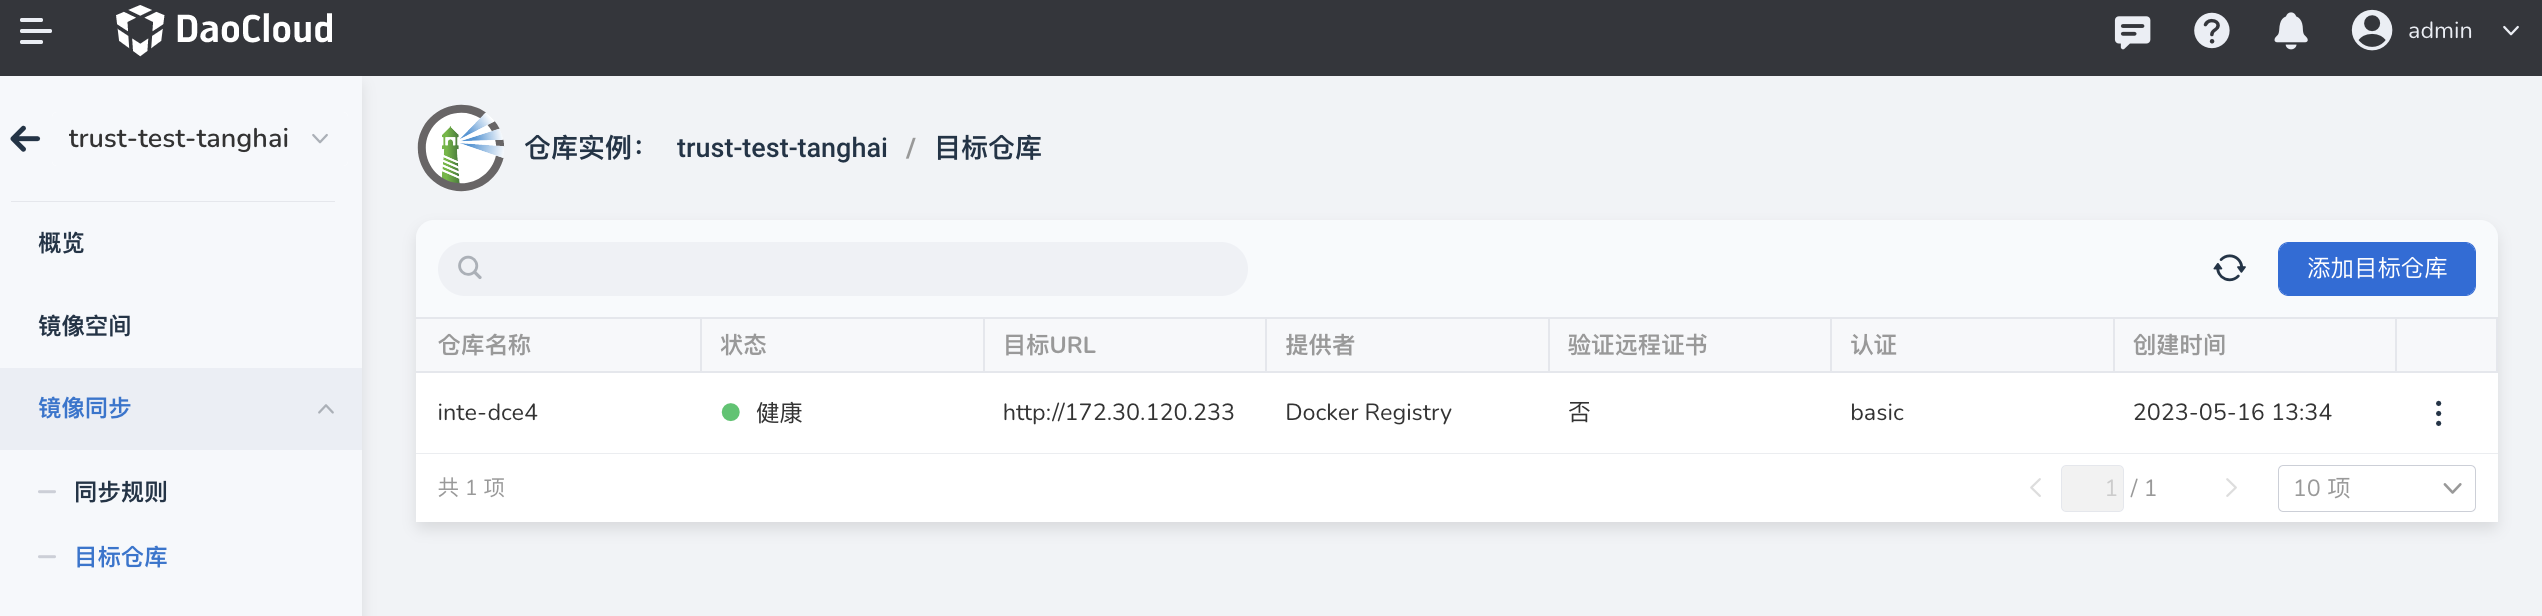 DaoCloud
admin
trust-test-tanghai
仓库实例： trust-test-tanghai / 目标仓库
概览
镜像空间
镜像同步
同步规则
目标仓库
添加目标仓库
仓库名称 状态 目标URL 提供者 验证远程证书 认证 创建时间
inte-dce4 健康 http://172.30.120.233 Docker Registry 否 basic 2023-05-16 13:34
共 1 项 1 / 1 10 项